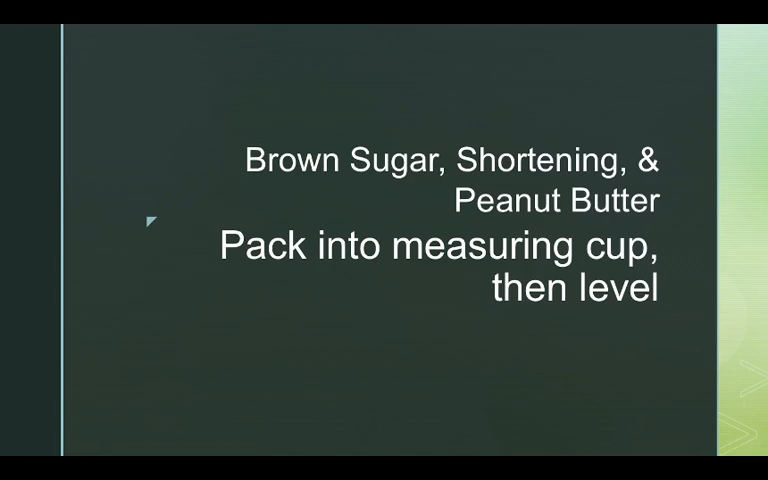 Brown Sugar, Shortening, &
Peanut Butter
Pack into measuring cup,
then level